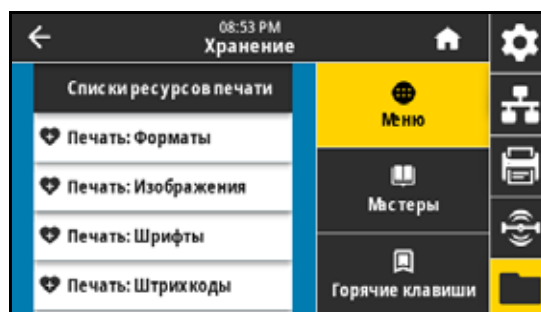 08:53 PM
Хранение
Списки ресурсов печати
Печать: Форматы
Печать: Изображения
Печать: Шрифты
Печать: Штрихкоды
Меню
Мастеры
Горячие клавиши